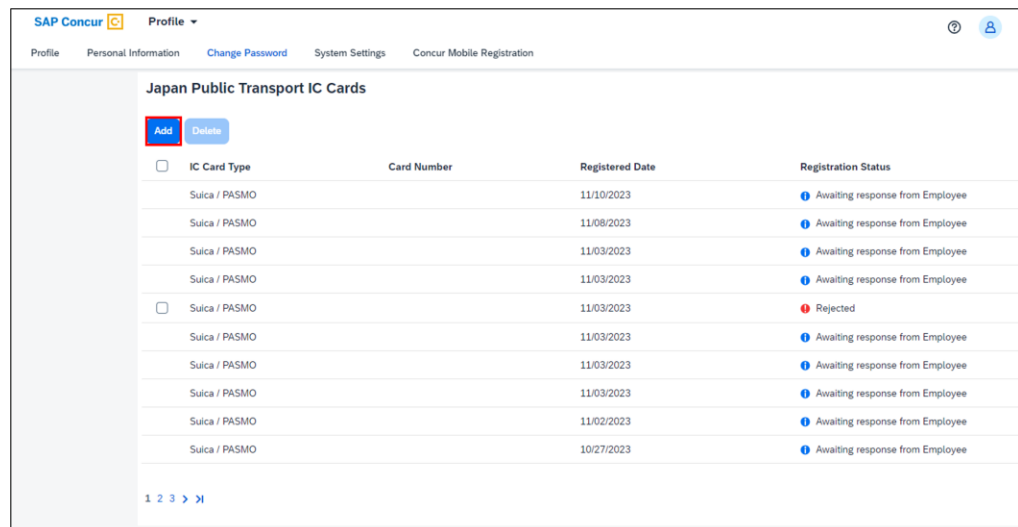 SAP Concur C Profile
Profile Personal Information Change Password System Settings Concur Mobile Registration
Japan Public Transport IC Cards
Add Delete
IC Card Type Card Number Registered Date Registration Status
Suica / PASMO 11/10/2023 Awaiting response from Employee
Suica / PASMO 11/08/2023 Awaiting response from Employee
Suica / PASMO 11/03/2023 Awaiting response from Employee
Suica / PASMO 11/03/2023 Awaiting response from Employee
Suica / PASMO 11/03/2023 Rejected
Suica / PASMO 11/03/2023 Awaiting response from Employee
Suica / PASMO 11/03/2023 Awaiting response from Employee
Suica / PASMO 11/03/2023 Awaiting response from Employee
Suica / PASMO 11/02/2023 Awaiting response from Employee
Suica / PASMO 10/27/2023 Awaiting response from Employee
1 2 3